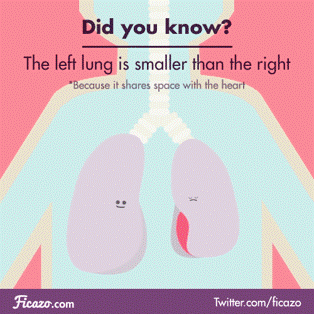 Did you know?
The left lung is smaller than the right
*Because it shares space with the heart
Ficazo.com
Twitter.com/ficazo